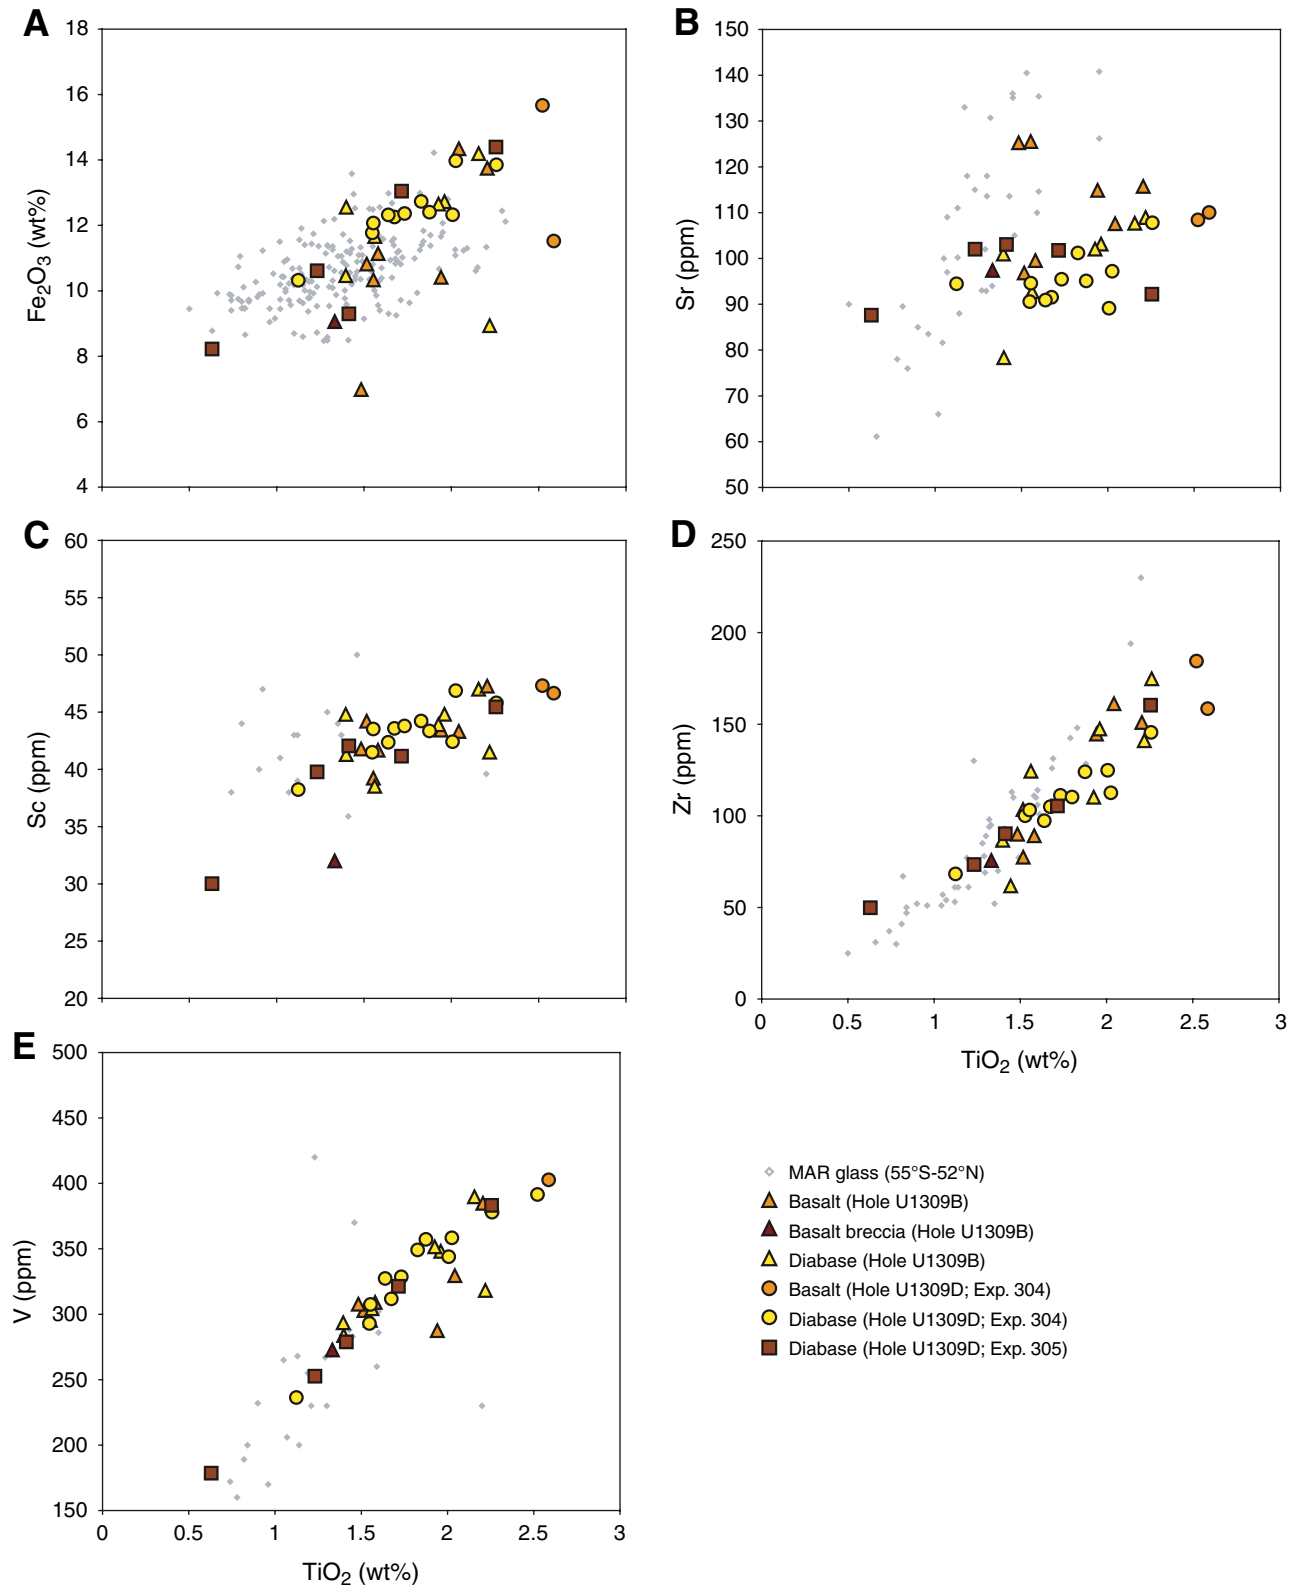 A
18
16
14
12
10
8
6
4
Fe2O3 (wt%)
B
150
140
130
120
110
100
90
80
70
60
50
Sr (ppm)
C
60
55
50
45
40
35
30
25
20
Sc (ppm)
D
250
200
150
100
50
0
Zr (ppm)
0 0.5 1 1.5 2 2.5 3
TiO2 (wt%)
E
500
450
400
350
300
250
200
150
V (ppm)
0 0.5 1 1.5 2 2.5 3
TiO2 (wt%)
MAR glass (55°S-52°N)
Basalt (Hole U1309B)
Basalt breccia (Hole U1309B)
Diabase (Hole U1309B)
Basalt (Hole U1309D; Exp. 304)
Diabase (Hole U1309D; Exp. 304)
Diabase (Hole U1309D; Exp. 305)